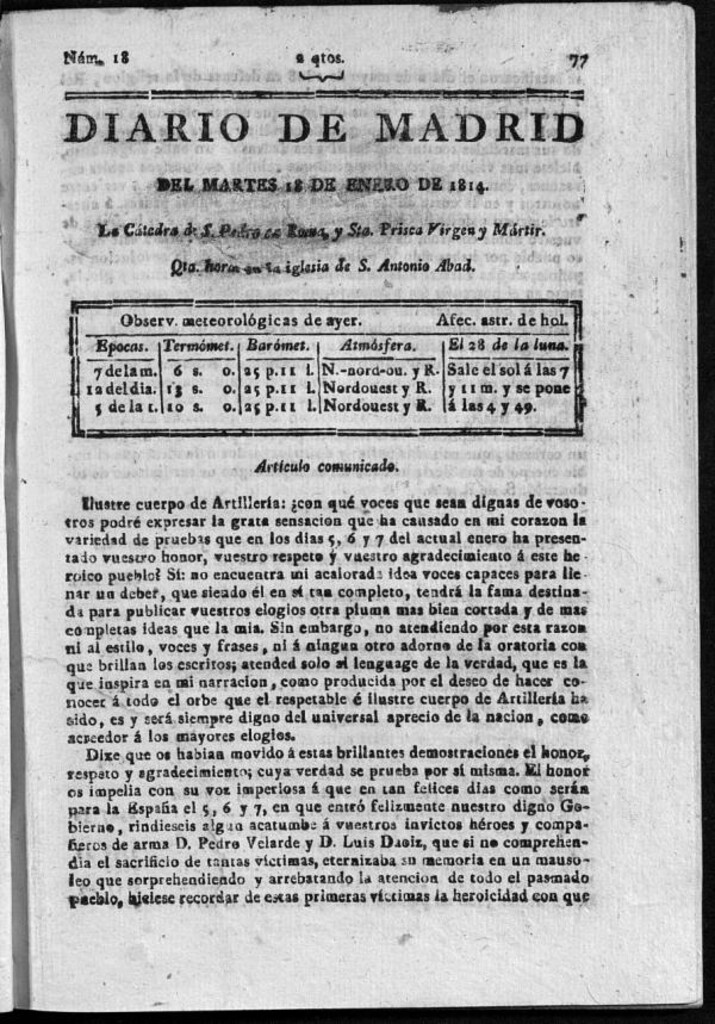 Núm. 18 2 qtos. 77
DIARIO DE MADRID
DEL MARTES 18 DE ENERO DE 1814.
La Cátedra de S. Pedro en Roma, y Sta. Prisca Virgen y Mártir.
Qta. horas en la iglesia de S. Antonio Abad.
Observ. meteorológicas de ayer. Afec. astr. de hoi.
Epocas. Termómet. Barómet. Atmósfera. El 28 de la luna.
7 de la m. 6 s. o. 25 p. 11 l. N.-nord-ou. y R. Sale el sol á las 7
12 del dia. 13 s. o. 25 p. 11 l. Nordouest y R. y 11 m. y se pone
5 de la t. 10 s. o. 25 p. 11 l. Nordouest y R. á las 4 y 49.
Artículo comunicado.
Ilustre cuerpo de Artillería: ¿con qué voces que sean dignas de voso-
tros podré expresar la grata sensacion que ha causado en mi corazon la
variedad de pruebas que en los dias 5, 6 y 7 del actual enero ha presen-
tado vuestro honor, vuestro respeto y vuestro agradecimiento á este he-
roico pueblo? Sí: no encuentra mi acalorada idea voces capaces para lle-
nar un deber, que siendo él en sí tan completo, tendrá la fama destina-
da para publicar vuestros elogios otra pluma mas bien cortada y de mas
completas ideas que la mia. Sin embargo, no atendiendo por esta razon
ni al estilo, voces y frases, ni á ningun otro adorno de la oratoria con
que brillan los escritos; atended solo al lenguage de la verdad, que es la
que inspira en mi narracion, como producida por el deseo de hacer co-
nocer á todo el orbe que el respetable é ilustre cuerpo de Artillería ha
sido, es y será siempre digno del universal aprecio de la nacion, como
acreedor á los mayores elogios.
Dixe que os habian movido á estas brillantes demostraciones el honor,
respeto y agradecimiento; cuya verdad se prueba por sí misma. El honor
os impelia con su voz imperiosa á que en tan felices dias como serán
para la España el 5, 6 y 7, en que entró felizmente nuestro digno Go-
bierno, rindieseis algun acatambe á vuestros invictos héroes y compa-
ñeros de arma D. Pedro Velarde y D. Luis Daoiz, que si no comprehen-
dia el sacrificio de tantas víctimas, eternizaba su memoria en un mauso-
leo que sorprehendiendo y arrebatando la atencion de todo el pasmado
pueblo, hiciese recordar de estas primeras víctimas la heroicidad con que